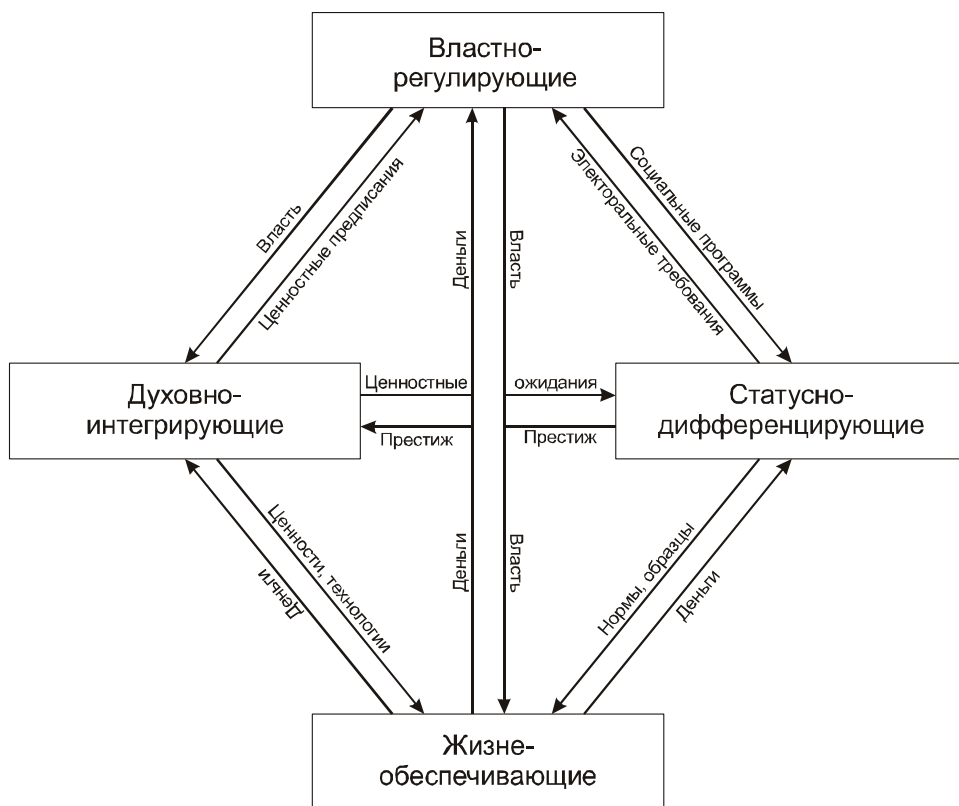 Властно-
регулирующие
Власть
Ценностные предписания
Деньги
Власть
Электоральные требования
Социальные программы
Духовно-
интегрирующие
Ценностные
ожидания
Престиж
Престиж
Статусно-
дифференцирующие
Ценности, технологии
Деньги
Деньги
Власть
Нормы, образцы
Деньги
Жизне-
обеспечивающие